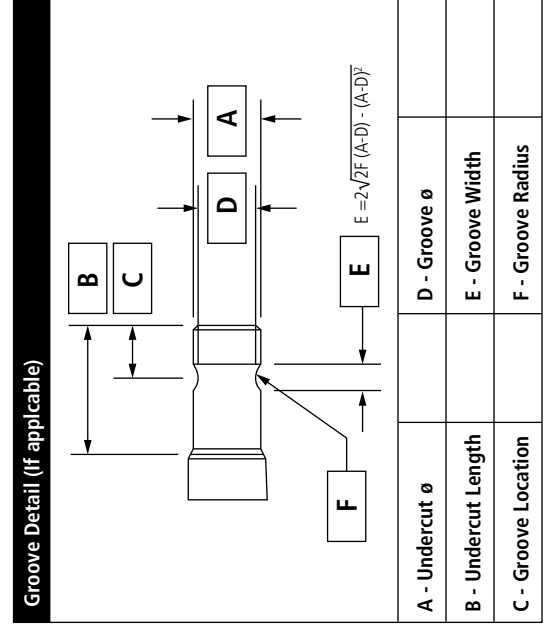 Groove Detail (If applcable)
B
C
D
A
E
F
E =2√2F (A-D) - (A-D)²
A - Undercut ø
D - Groove ø
B - Undercut Length
E - Groove Width
C - Groove Location
F - Groove Radius